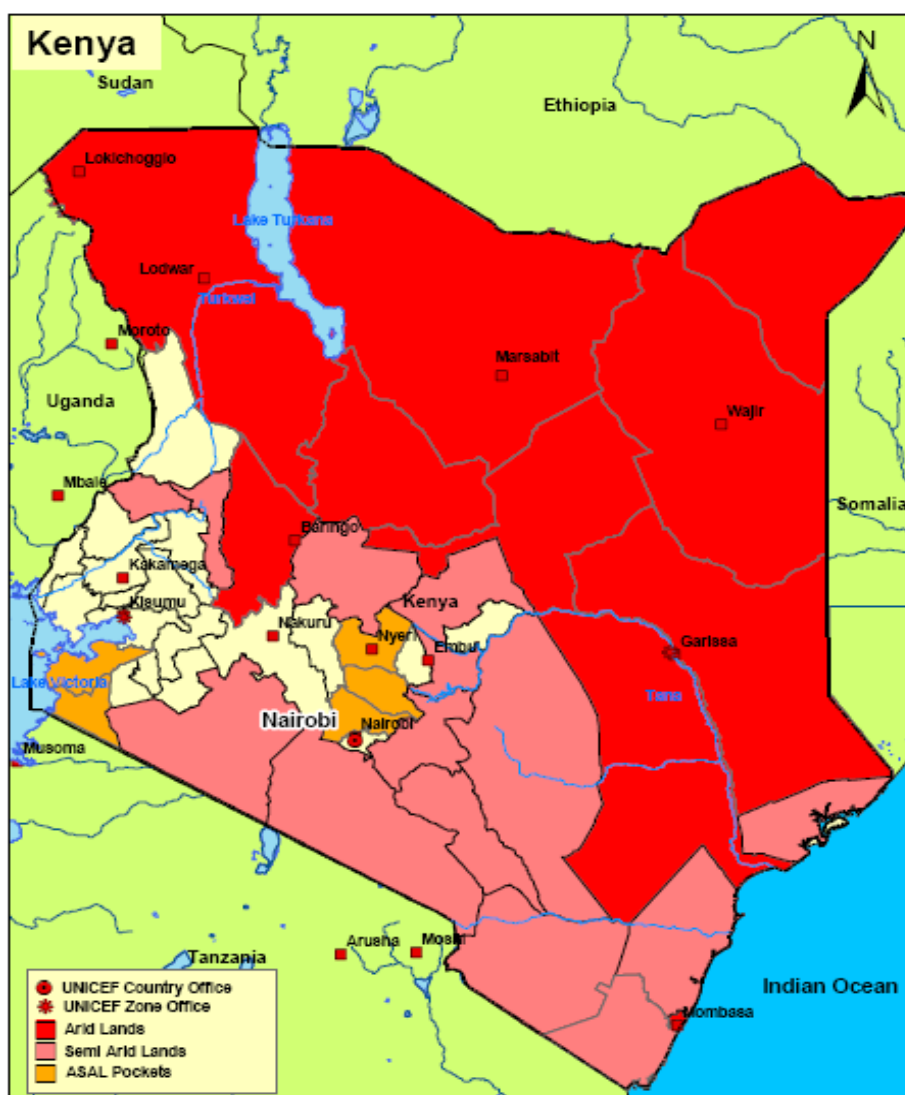 Kenya
N
Sudan
Ethiopia
Lokichoggio
Lake Turkana
Lodwar
Moroto
Marsabit
Uganda
Wajir
Mbale
Somalia
Baringo
Kakamega
Kenya
Kisumu
Nakuru
Nyeri
Embu
Garissa
Lake Victoria
Tana
Nairobi
Nairobi
Musoma
Tanzania
Arusha
Moshi
Indian Ocean
Mombasa
UNICEF Country Office
UNICEF Zone Office
Arid Lands
Semi Arid Lands
ASAL Pockets